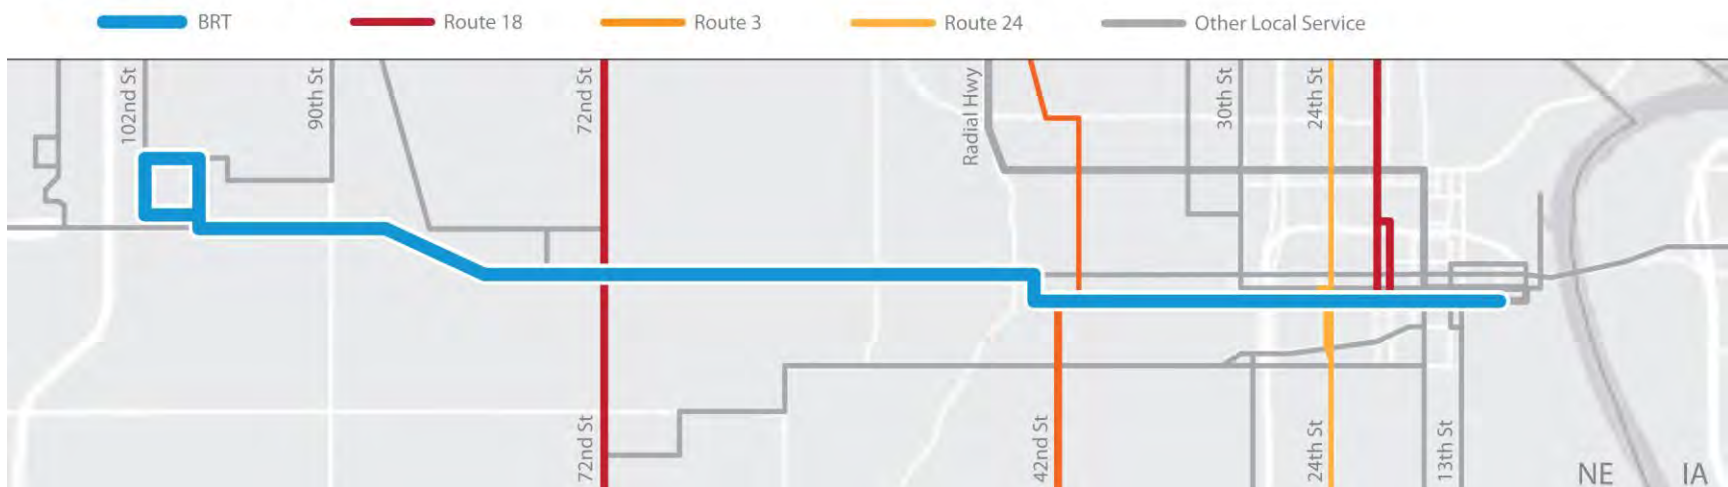 BRT
Route 18
Route 3
Route 24
Other Local Service
102nd St
90th St
72nd St
Radial Hwy
30th St
24th St
72nd St
42nd St
24th St
13th St
NE
IA